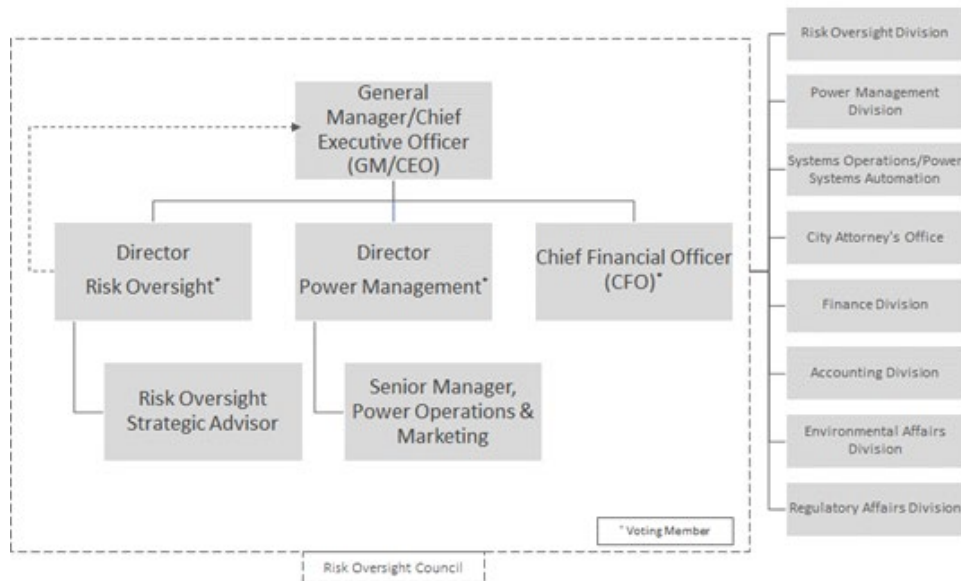 General
Manager/Chief
Executive Officer
(GM/CEO)
Director
Risk Oversight*
Director
Power Management*
Chief Financial Officer
(CFO)*
Risk Oversight
Strategic Advisor
Senior Manager,
Power Operations &
Marketing
* Voting Member
Risk Oversight Council
Risk Oversight Division
Power Management
Division
Systems Operations/Power
Systems Automation
City Attorney's Office
Finance Division
Accounting Division
Environmental Affairs
Division
Regulatory Affairs Division